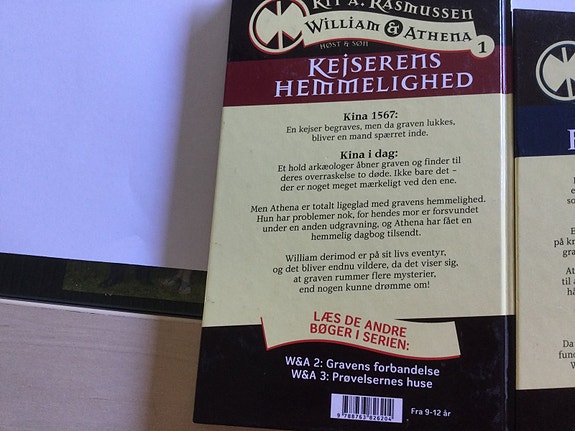 KIT A. RASMUSSEN
WILLIAM & ATHENA
HØST & SØN
1
KEJSERENS
HEMMELIGHED
Kina 1567:
En kejser begraves, men da graven lukkes,
bliver en mand spærret inde.
Kina i dag:
Et hold arkæologer åbner graven og finder til
deres overraskelse to døde. Ikke bare det –
der er noget meget mærkeligt ved den ene.
Men Athena er totalt ligeglad med gravens hemmelighed.
Hun har problemer nok, for hendes mor er forsvundet
under en anden udgravning, og Athena har fået en
hemmelig dagbog tilsendt.
William derimod er på sit livs eventyr,
og det bliver endnu vildere, da det viser sig,
at graven rummer flere mysterier,
end nogen kunne drømme om!
LÆS DE ANDRE
BØGER I SERIEN:
W&A 2: Gravens forbandelse
W&A 3: Prøvelsernes huse
9 788763 826204
Fra 9-12 år